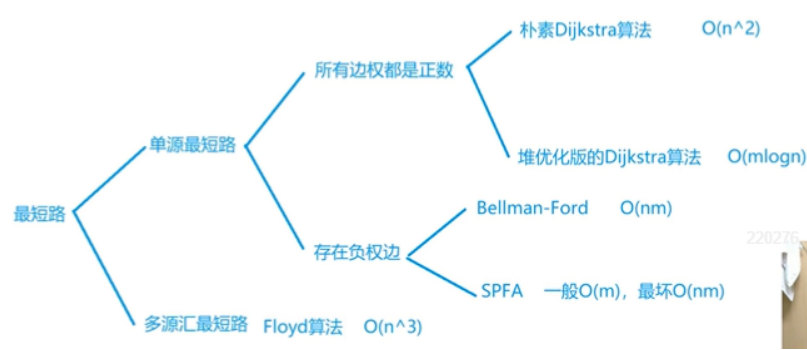 朴素Dijkstra算法 O(n^2)
所有边权都是正数
单源最短路
堆优化版的Dijkstra算法 O(mlogn)
最短路
Bellman-Ford O(nm)
220276
存在负权边
SPFA 一般O(m)，最坏O(nm)
多源汇最短路 Floyd算法 O(n^3)